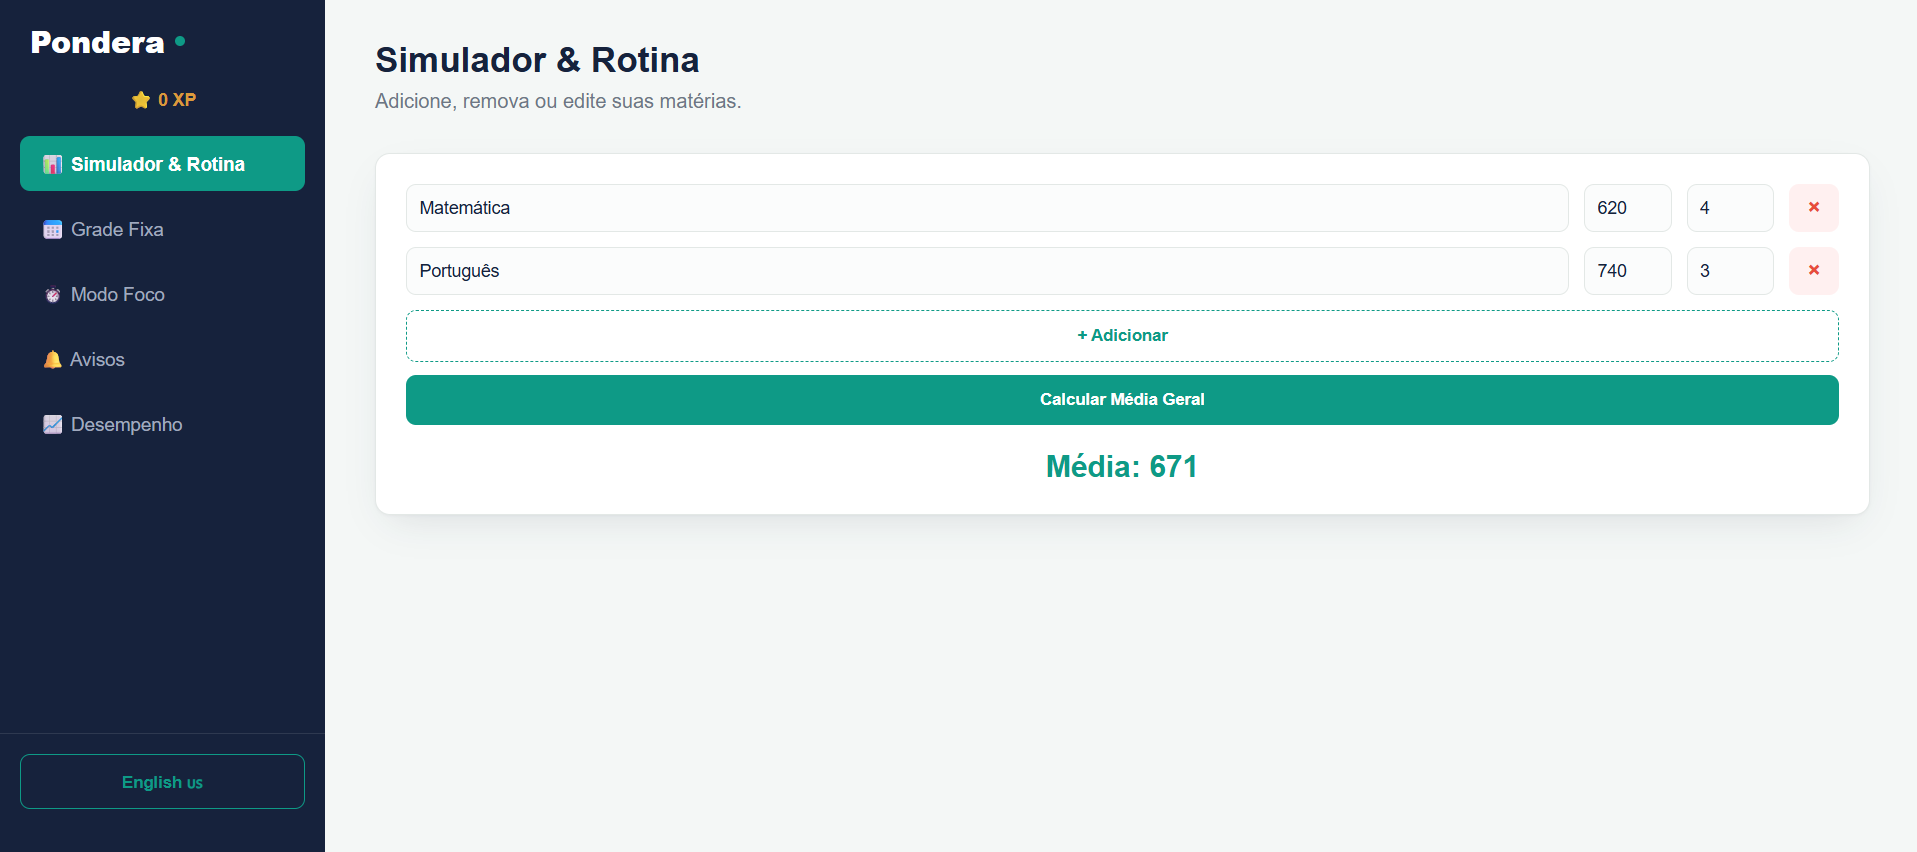 Pondera
0 XP
Simulador & Rotina
Grade Fixa
Modo Foco
Avisos
Desempenho
English us
Simulador & Rotina
Adicione, remova ou edite suas matérias.
Matemática 620 4 ×
Português 740 3 ×
+ Adicionar
Calcular Média Geral
Média: 671